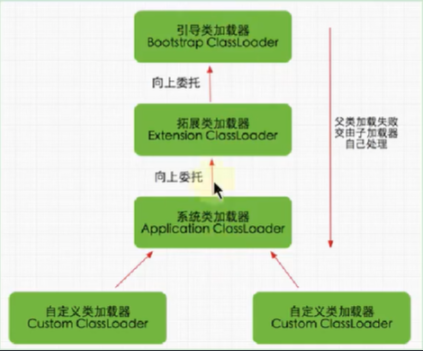 引导类加载器
Bootstrap ClassLoader
向上委托
拓展类加载器
Extension ClassLoader
父类加载失败
交由子加载器
自己处理
向上委托
系统类加载器
Application ClassLoader
自定义类加载器
Custom ClassLoader
自定义类加载器
Custom ClassLoader